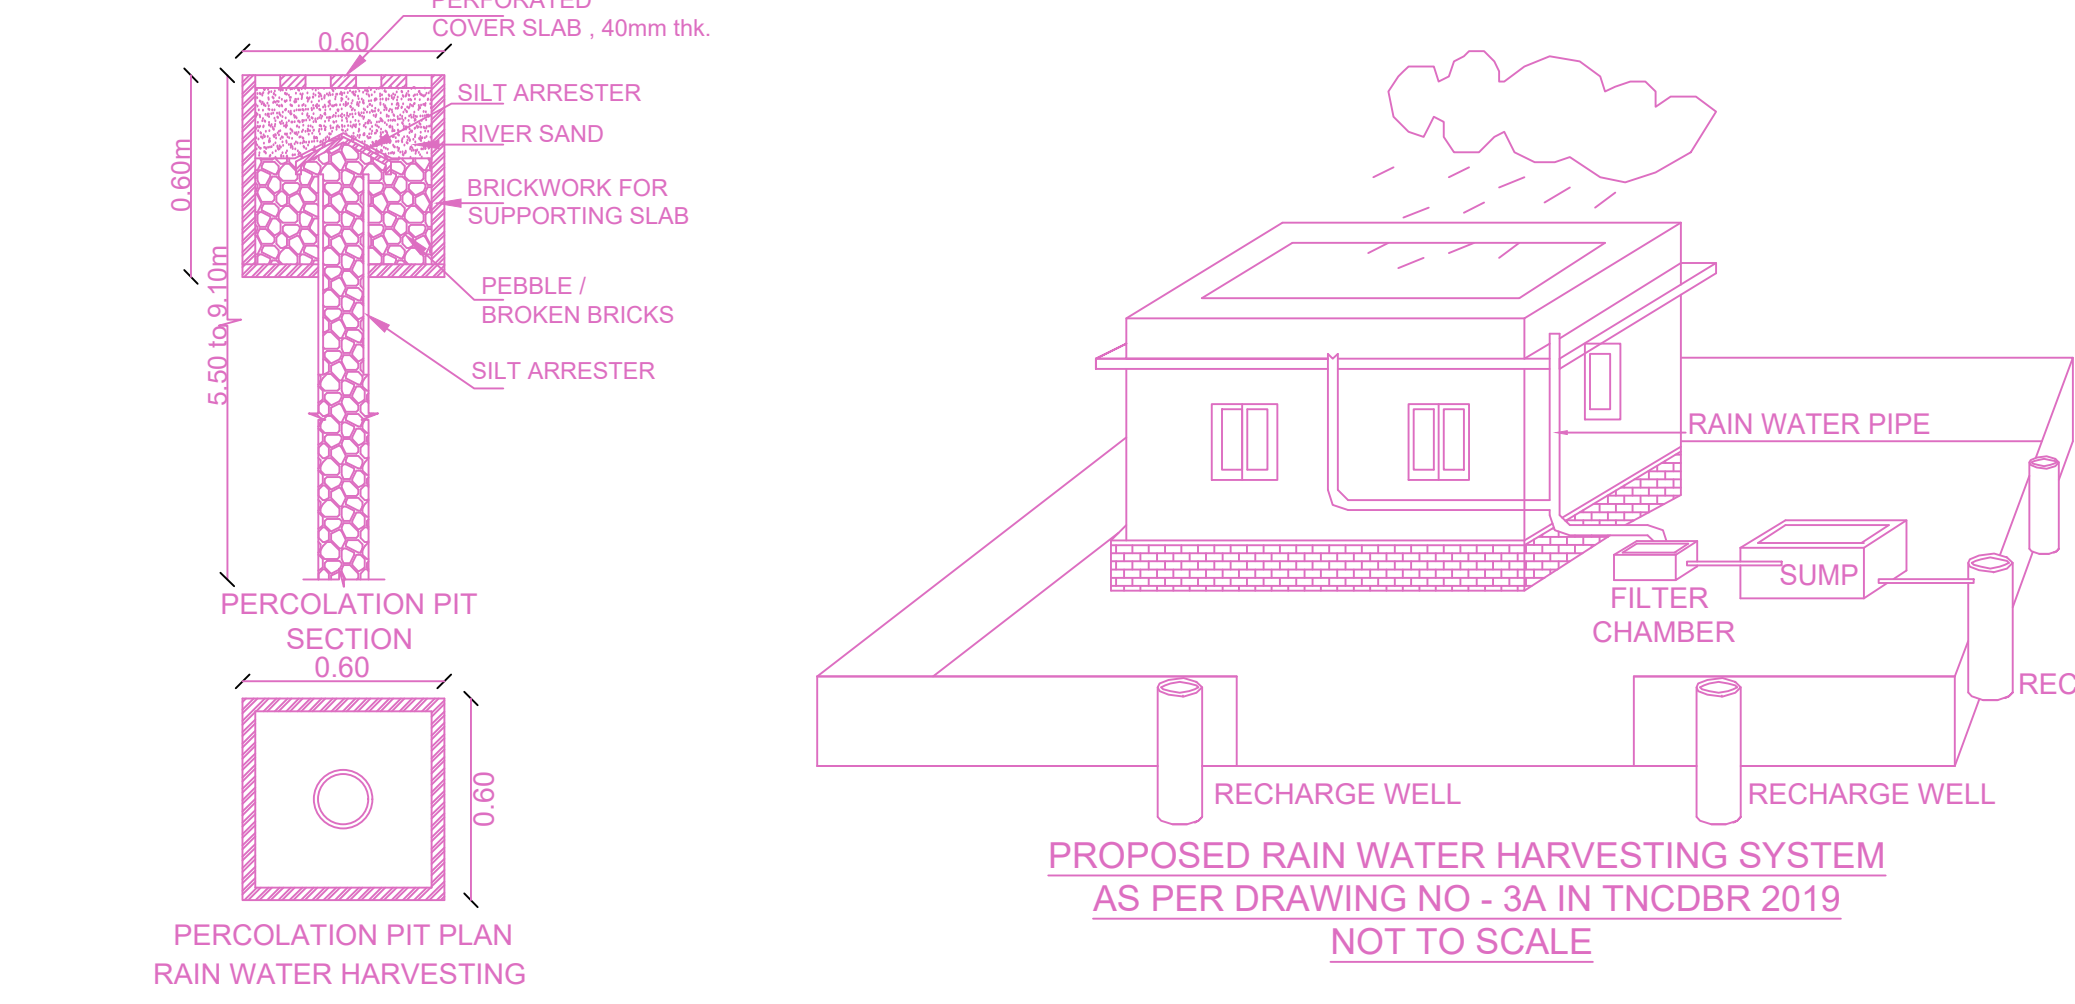 PERFORATED
COVER SLAB , 40mm thk.
0.60
SILT ARRESTER
RIVER SAND
0.60m
BRICKWORK FOR
SUPPORTING SLAB
5.50 to 9.10m
PEBBLE /
BROKEN BRICKS
SILT ARRESTER
PERCOLATION PIT
SECTION
0.60
0.60
PERCOLATION PIT PLAN
RAIN WATER HARVESTING
RAIN WATER PIPE
SUMP
FILTER
CHAMBER
REC
RECHARGE WELL
RECHARGE WELL
PROPOSED RAIN WATER HARVESTING SYSTEM
AS PER DRAWING NO - 3A IN TNCDBR 2019
NOT TO SCALE